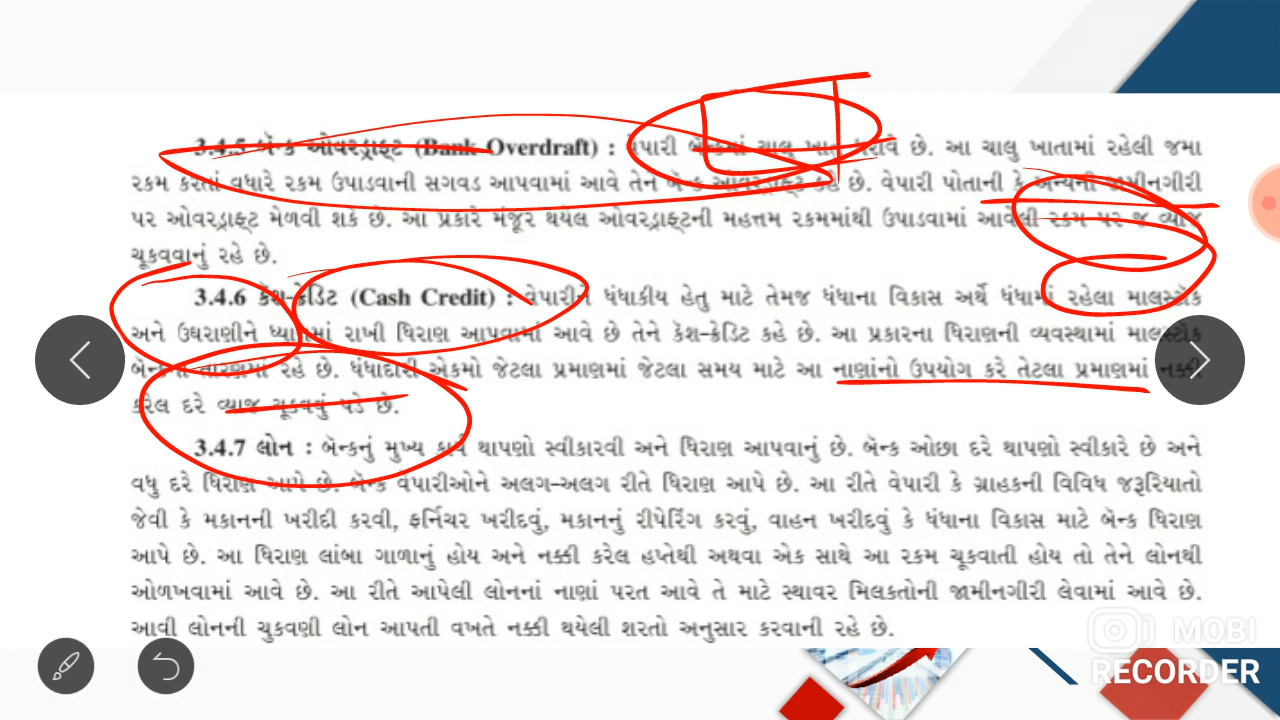 3.4.5 બૅન્ક ઓવરડ્રાફ્ટ (Bank Overdraft) : વેપારી બૅન્કમાં ચાલુ ખાતુ ધરાવે છે. આ ચાલુ ખાતામાં રહેલી જમા
રકમ કરતાં વધારે રકમ ઉપાડવાની સગવડ આપવામાં આવે તેને બૅન્ક ઓવરડ્રાફ્ટ કહે છે. વેપારી પોતાની કે અન્યની જામીનગીરી
પર ઓવરડ્રાફ્ટ મેળવી શકે છે. આ પ્રકારે મંજૂર થયેલ ઓવરડ્રાફ્ટની મહત્તમ રકમમાંથી ઉપાડવામાં આવેલી રકમ પર જ વ્યાજ
ચૂકવવાનું રહે છે.
3.4.6 કૅશ-ક્રેડિટ (Cash Credit) : વેપારીને ધંધાકીય હેતુ માટે તેમજ ધંધાના વિકાસ અર્થે ધંધામાં રહેલા માલસ્ટૉક
અને ઉઘરાણીને ધ્યાનમાં રાખી ધિરાણ આપવામાં આવે છે તેને કૅશ-ક્રેડિટ કહે છે. આ પ્રકારના ધિરાણની વ્યવસ્થામાં માલસ્ટૉક
બૅન્કના તારણમાં રહે છે. ધંધાદારી એકમો જેટલા પ્રમાણમાં જેટલા સમય માટે આ નાણાંનો ઉપયોગ કરે તેટલા પ્રમાણમાં નક્કી
કરેલ દરે વ્યાજ ચૂકવવું પડે છે.
3.4.7 લોન : બૅન્કનું મુખ્ય કાર્ય થાપણો સ્વીકારવી અને ધિરાણ આપવાનું છે. બૅન્ક ઓછા દરે થાપણો સ્વીકારે છે અને
વધુ દરે ધિરાણ આપે છે. બૅન્ક વેપારીઓને અલગ-અલગ રીતે ધિરાણ આપે છે. આ રીતે વેપારી કે ગ્રાહકની વિવિધ જરૂરિયાતો
જેવી કે મકાનની ખરીદી કરવી, ફર્નિચર ખરીદવું, મકાનનું રીપેરિંગ કરવું, વાહન ખરીદવું કે ધંધાના વિકાસ માટે બૅન્ક ધિરાણ
આપે છે. આ ધિરાણ લાંબા ગાળાનું હોય અને નક્કી કરેલ હપ્તેથી અથવા એક સાથે આ રકમ ચૂકવાતી હોય તો તેને લોનથી
ઓળખવામાં આવે છે. આ રીતે આપેલી લોનનાં નાણાં પરત આવે તે માટે સ્થાવર મિલકતોની જામીનગીરી લેવામાં આવે છે.
આવી લોનની ચુકવણી લોન આપતી વખતે નક્કી થયેલી શરતો અનુસાર કરવાની રહે છે.
MOBI
RECORDER